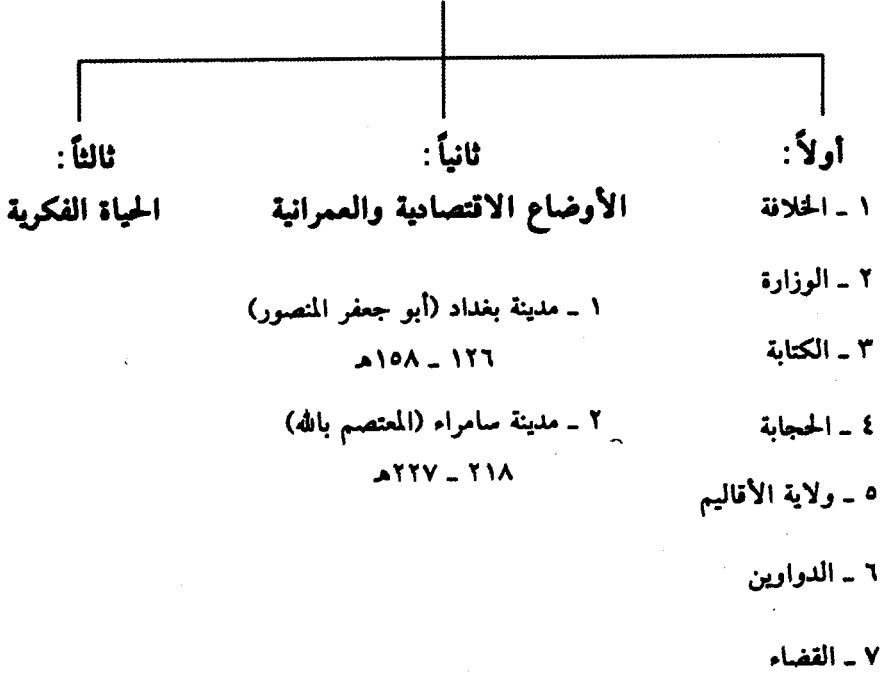 أولاً:
١ ـ الخلافة
٢ ـ الوزارة
٣ ـ الكتابة
٤ ـ الحجابة
٥ ـ ولاية الأقاليم
٦ ـ الدواوين
٧ ـ القضاء
ثانياً:
الأوضاع الاقتصادية والعمرانية
١ ـ مدينة بغداد (أبو جعفر المنصور)
١٢٦ ـ ١٥٨هـ
٢ ـ مدينة سامراء (المعتصم بالله)
٢١٨ ـ ٢٢٧هـ
ثالثاً:
الحياة الفكرية